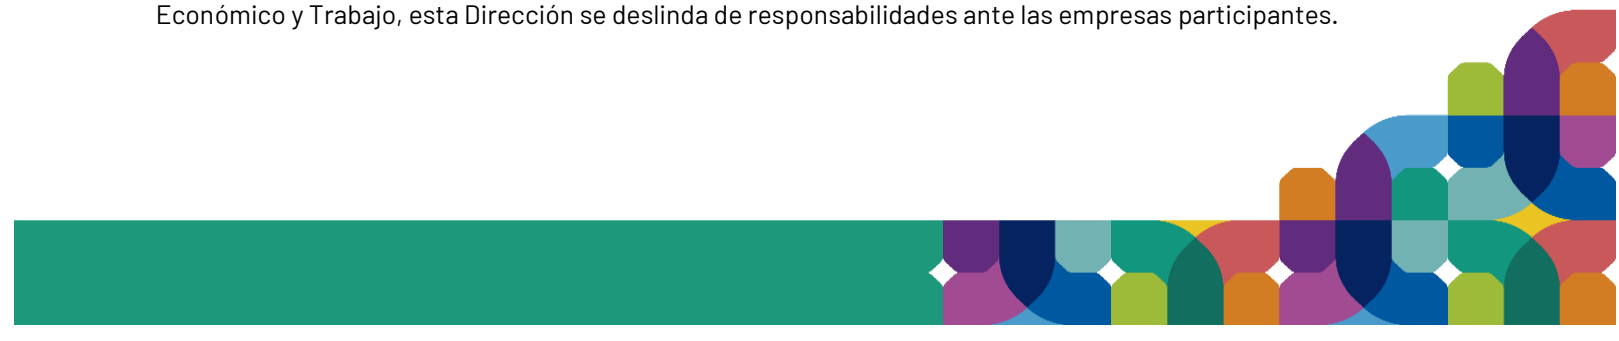 Económico y Trabajo, esta Dirección se deslinda de responsabilidades ante las empresas participantes.